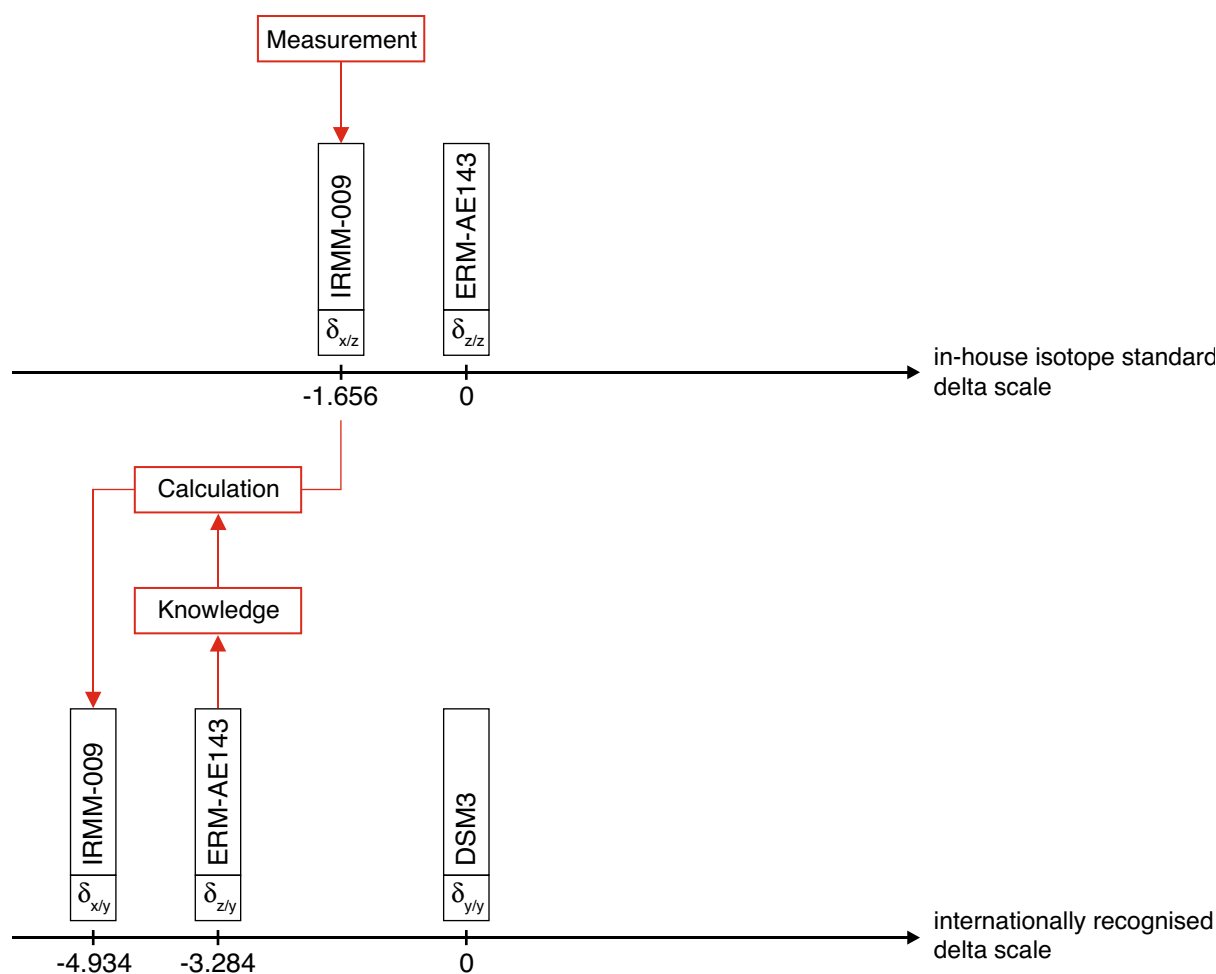 Measurement
IRMM-009
ERM-AE143
δx/z
δz/z
in-house isotope standard
delta scale
-1.656
0
Calculation
Knowledge
IRMM-009
ERM-AE143
DSM3
δx/y
δz/y
δy/y
internationally recognised
delta scale
-4.934
-3.284
0